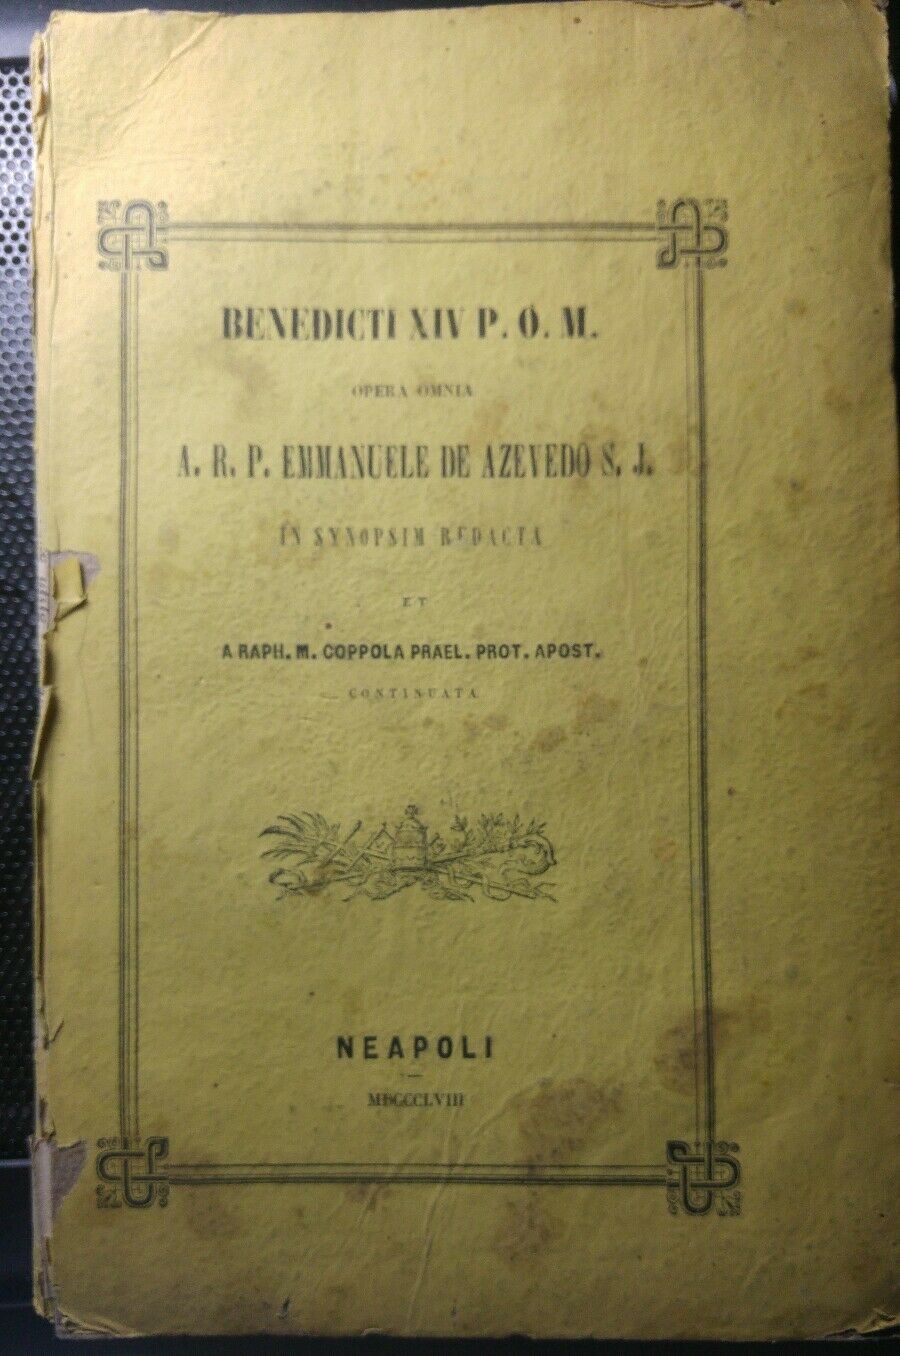 BENEDICTI XIV P. O. M.
OPERA OMNIA
A. R. P. EMMANUELE DE AZEVEDO S. J.
IN SYNOPSIM REDACTA
ET
A RAPH. M. COPPOLA PRAEL. PROT. APOST.
CONTINUATA
NEAPOLI
MDCCCLVIII